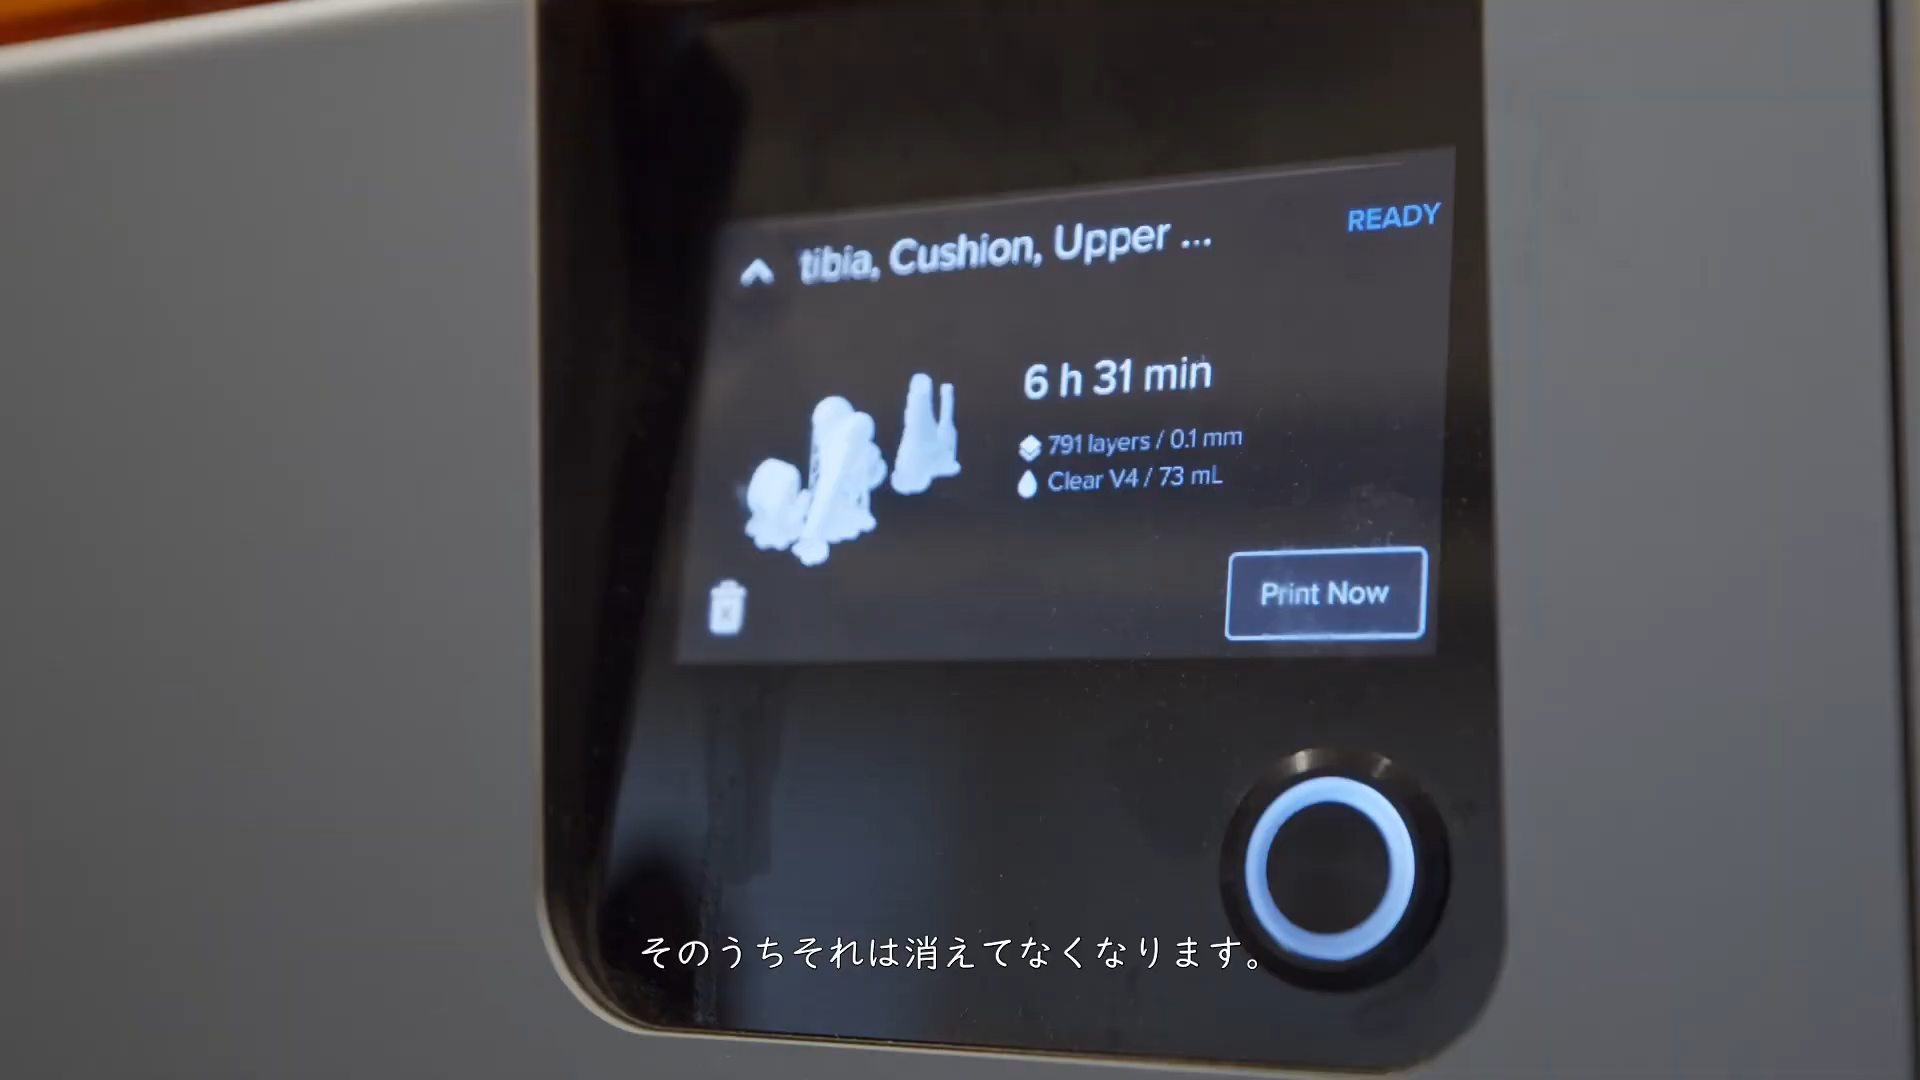 tibia, Cushion, Upper ...
READY
6 h 31 min
791 layers / 0.1 mm
Clear V4 / 73 mL
Print Now
そのうちそれは消えてなくなります。